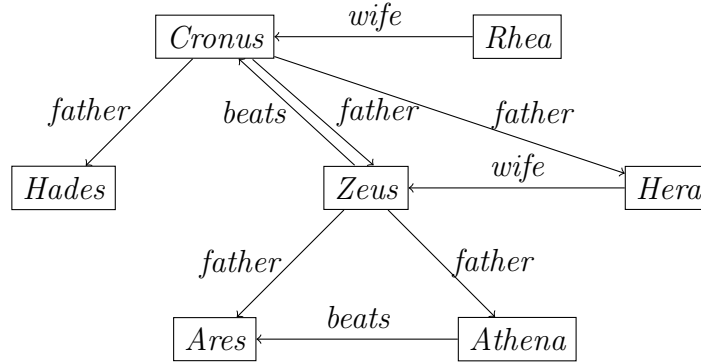 wife
Cronus Rhea
father beats father father
Hades Zeus wife Hera
father father
Ares beats Athena